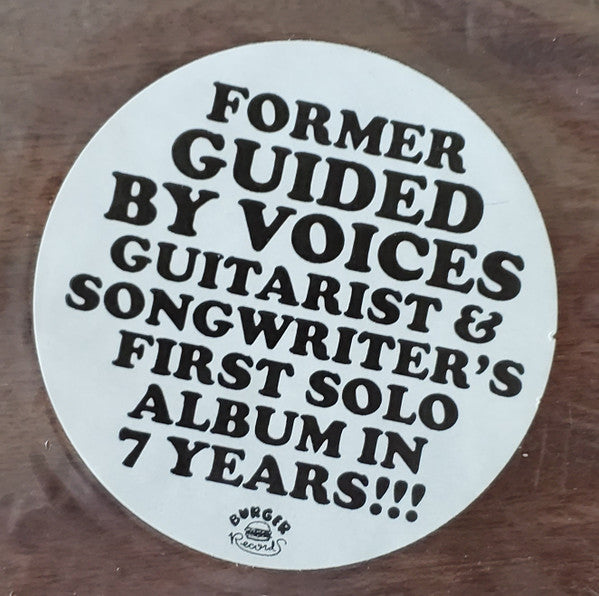 FORMER
GUIDED
BY VOICES
GUITARIST &
SONGWRITER'S
FIRST SOLO
ALBUM IN
7 YEARS!!!
BURGER
Records